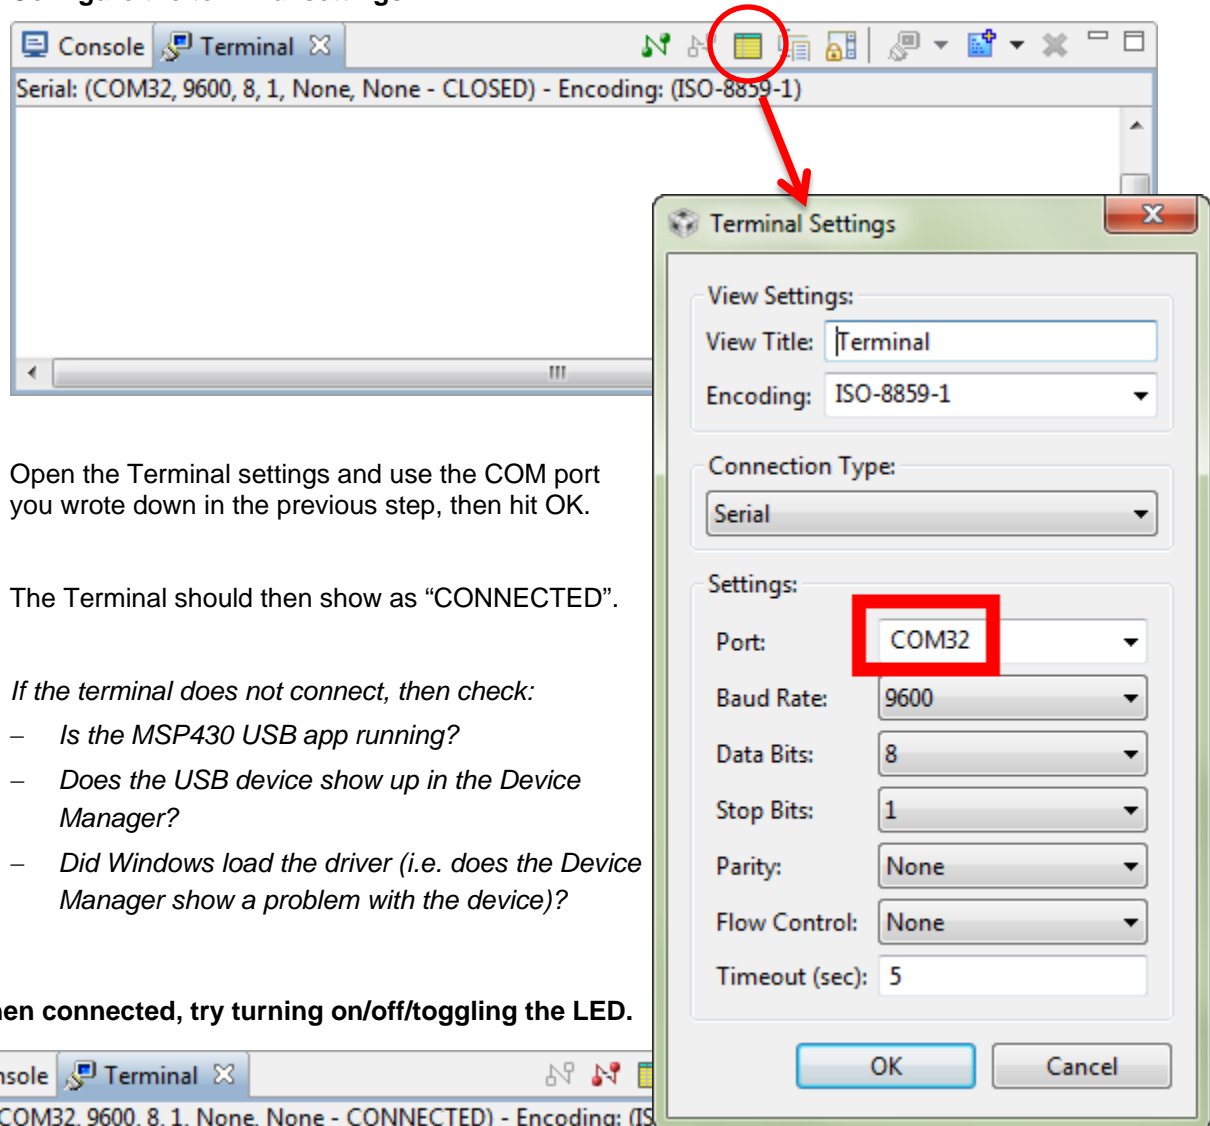 Console Terminal
Serial: (COM32, 9600, 8, 1, None, None - CLOSED) - Encoding: (ISO-8859-1)
Terminal Settings
View Settings:
View Title: Terminal
Encoding: ISO-8859-1
Connection Type:
Serial
Settings:
Port: COM32
Baud Rate: 9600
Data Bits: 8
Stop Bits: 1
Parity: None
Flow Control: None
Timeout (sec): 5
OK Cancel
Open the Terminal settings and use the COM port
you wrote down in the previous step, then hit OK.
The Terminal should then show as “CONNECTED”.
If the terminal does not connect, then check:
– Is the MSP430 USB app running?
– Does the USB device show up in the Device
Manager?
– Did Windows load the driver (i.e. does the Device
Manager show a problem with the device)?
en connected, try turning on/off/toggling the LED.
nsole Terminal
COM32, 9600, 8, 1, None, None - CONNECTED) - Encoding: (IS